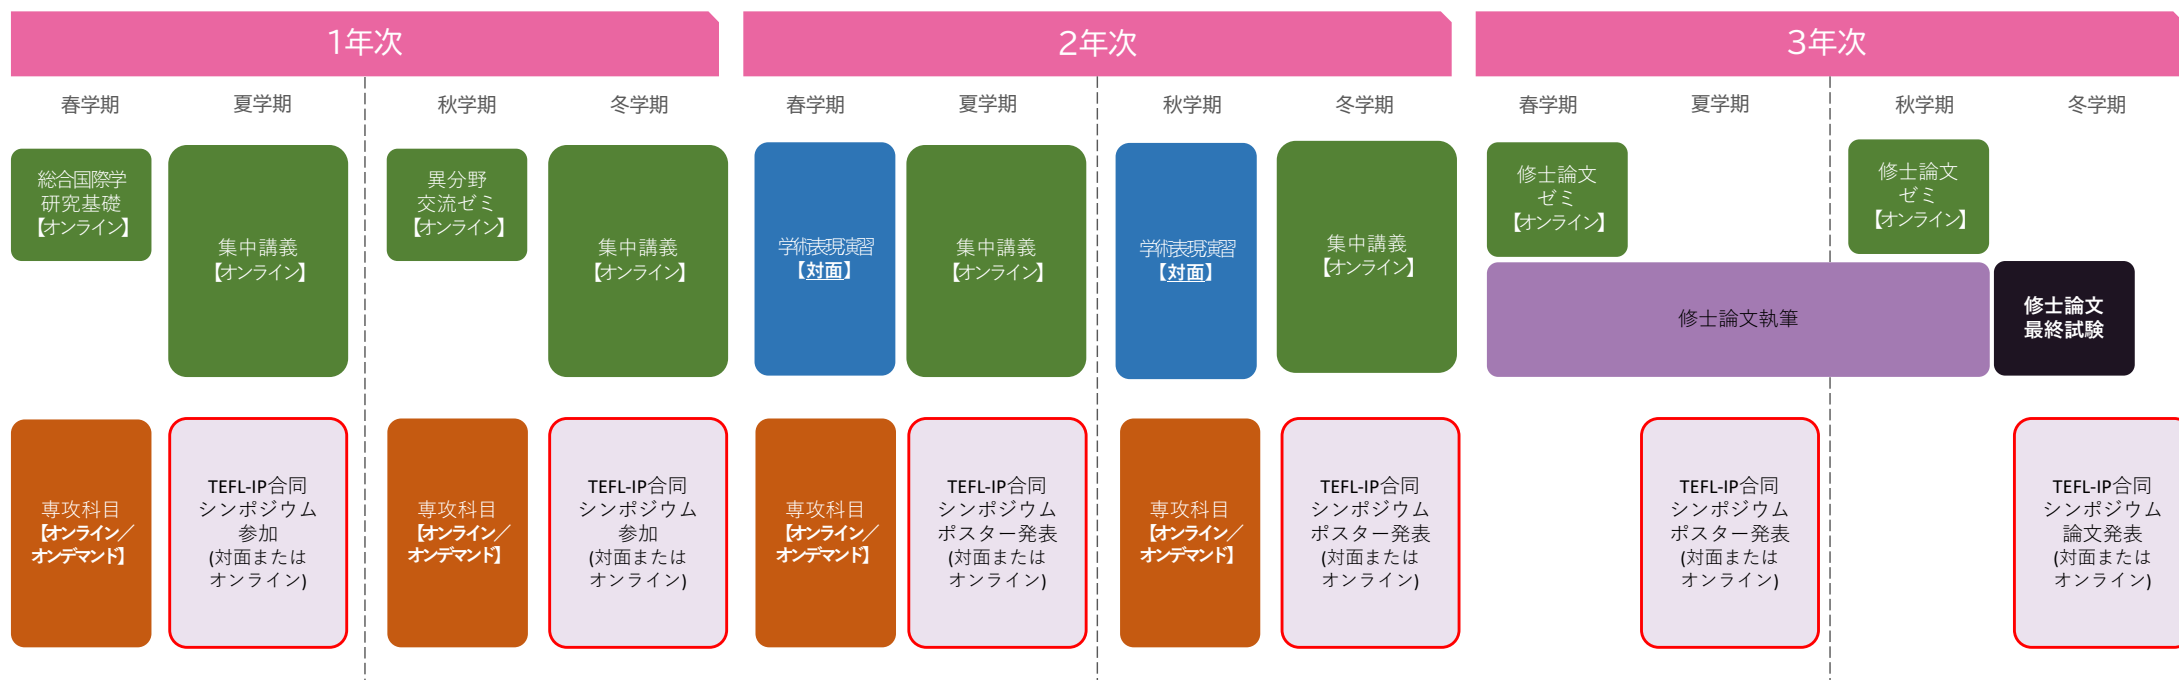 1年次
2年次
3年次
春学期
夏学期
秋学期
冬学期
春学期
夏学期
秋学期
冬学期
春学期
夏学期
秋学期
冬学期
総合国際学
研究基礎
【オンライン】
集中講義
【オンライン】
異分野
交流ゼミ
【オンライン】
集中講義
【オンライン】
学術表現演習
【対面】
集中講義
【オンライン】
学術表現演習
【対面】
集中講義
【オンライン】
修士論文
ゼミ
【オンライン】
修士論文
ゼミ
【オンライン】
修士論文執筆
修士論文
最終試験
専攻科目
【オンライン／
オンデマンド】
TEFL-IP合同
シンポジウム
参加
(対面または
オンライン)
専攻科目
【オンライン／
オンデマンド】
TEFL-IP合同
シンポジウム
参加
(対面または
オンライン)
専攻科目
【オンライン／
オンデマンド】
TEFL-IP合同
シンポジウム
ポスター発表
(対面または
オンライン)
専攻科目
【オンライン／
オンデマンド】
TEFL-IP合同
シンポジウム
ポスター発表
(対面または
オンライン)
TEFL-IP合同
シンポジウム
ポスター発表
(対面または
オンライン)
TEFL-IP合同
シンポジウム
論文発表
(対面または
オンライン)